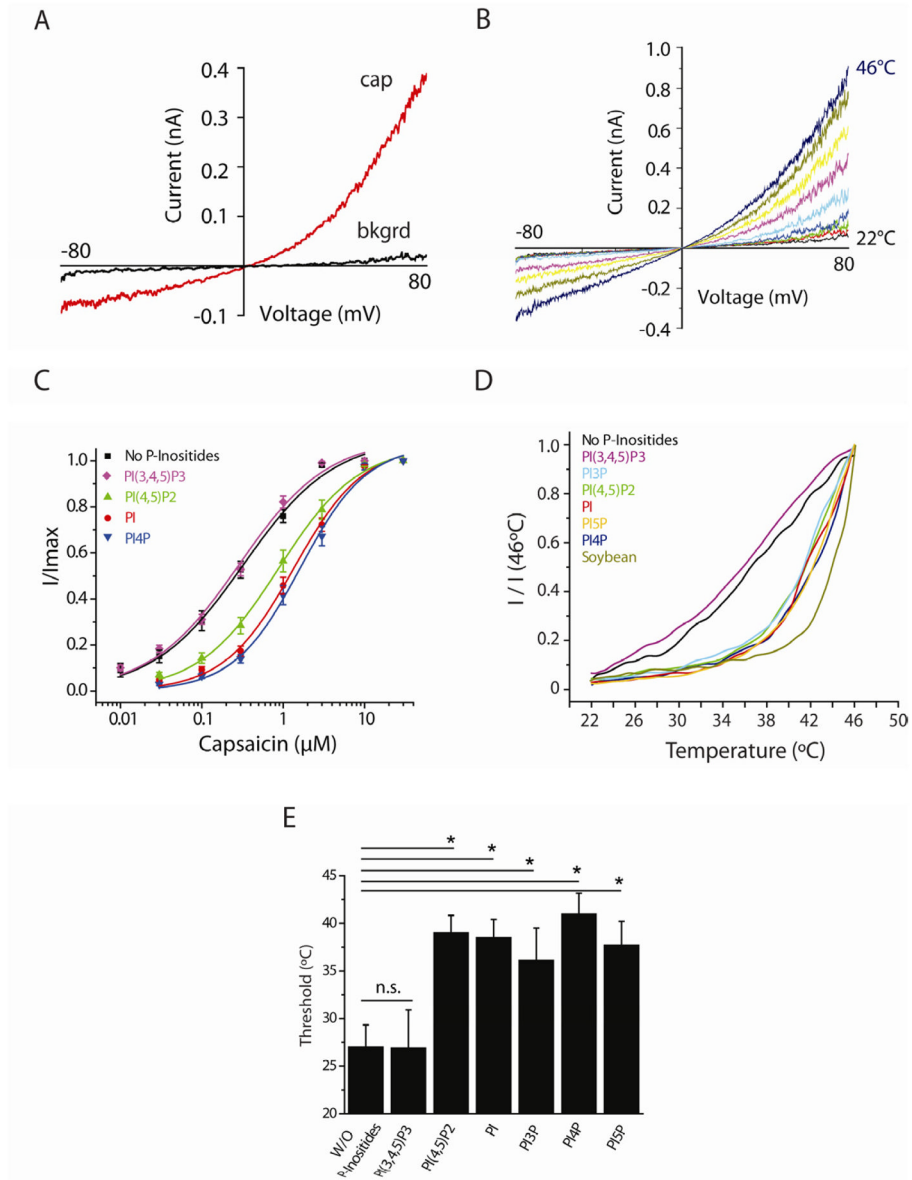 A
0.4
0.3
0.1
-0.1
Current (nA)
cap
bkgrd
-80
80
Voltage (mV)
B
1.0
0.8
0.6
0.4
0.2
0
-0.2
-0.4
Current (nA)
46°C
22°C
-80
80
Voltage (mV)
C
No P-Inositides
PI(3,4,5)P3
PI(4,5)P2
PI
PI4P
1.0
0.8
0.6
0.4
0.2
0.0
I/Imax
0.01
0.1
1
10
Capsaicin (µM)
D
No P-Inositides
PI(3,4,5)P3
PI3P
PI(4,5)P2
PI
PI5P
PI4P
Soybean
1.0
0.8
0.6
0.4
0.2
0
I / I (46ºC)
22 26 30 34 38 42 46 50
Temperature (ºC)
E
* * * * *
n.s.
45
40
35
30
25
20
Threshold (ºC)
W/O
P-Inositides
PI(3,4,5)P3
PI(4,5)P2
PI
PI3P
PI4P
PI5P